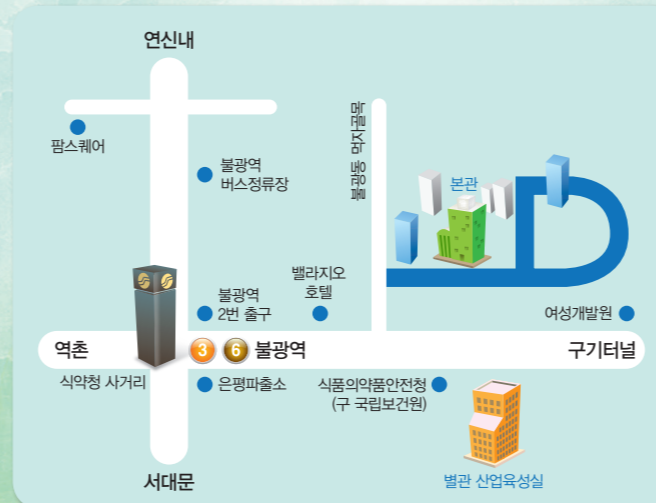 연신내
팜스퀘어
불광역
버스정류장
불광동 먹자골목
본관
불광역
2번 출구
밸라지오
호텔
여성개발원
역촌
3 6 불광역
구기터널
식약청 사거리
은평파출소
식품의약품안전청
(구 국립보건원)
서대문
별관 산업육성실